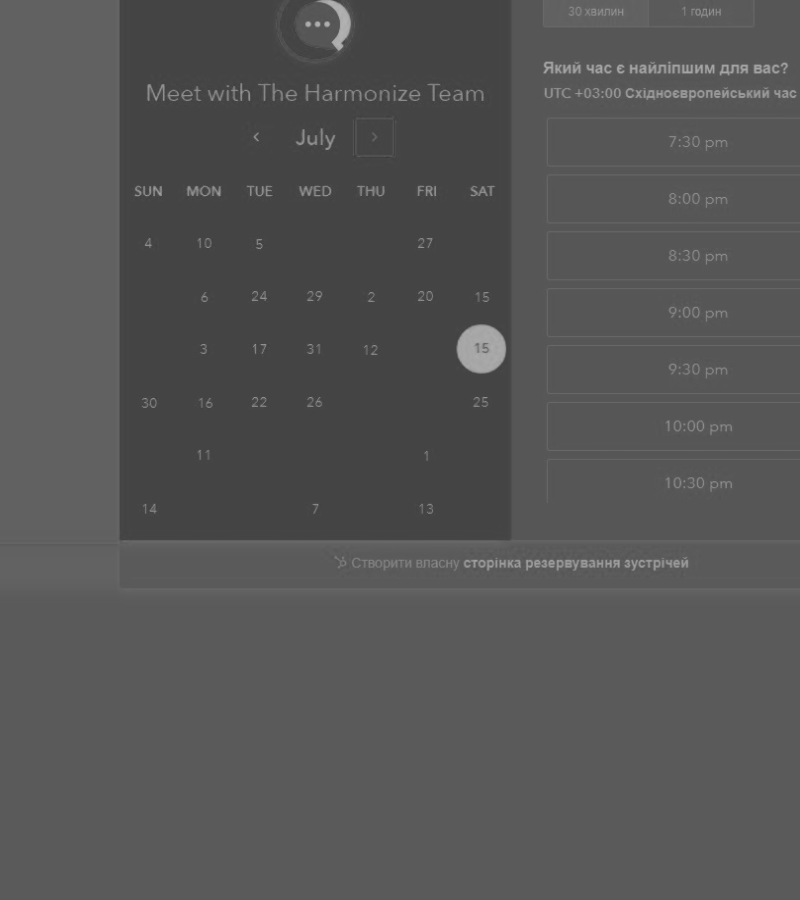 30 хвилин 1 годин
Який час є найліпшим для вас?
UTC +03:00 Східноєвропейський час
Meet with The Harmonize Team
July
SUN MON TUE WED THU FRI SAT
4 10 5 27
6 24 29 2 20 15
3 17 31 12 15
30 16 22 26 25
11 1
14 7 13
7:30 pm
8:00 pm
8:30 pm
9:00 pm
9:30 pm
10:00 pm
10:30 pm
Створити власну сторінка резервування зустрічей